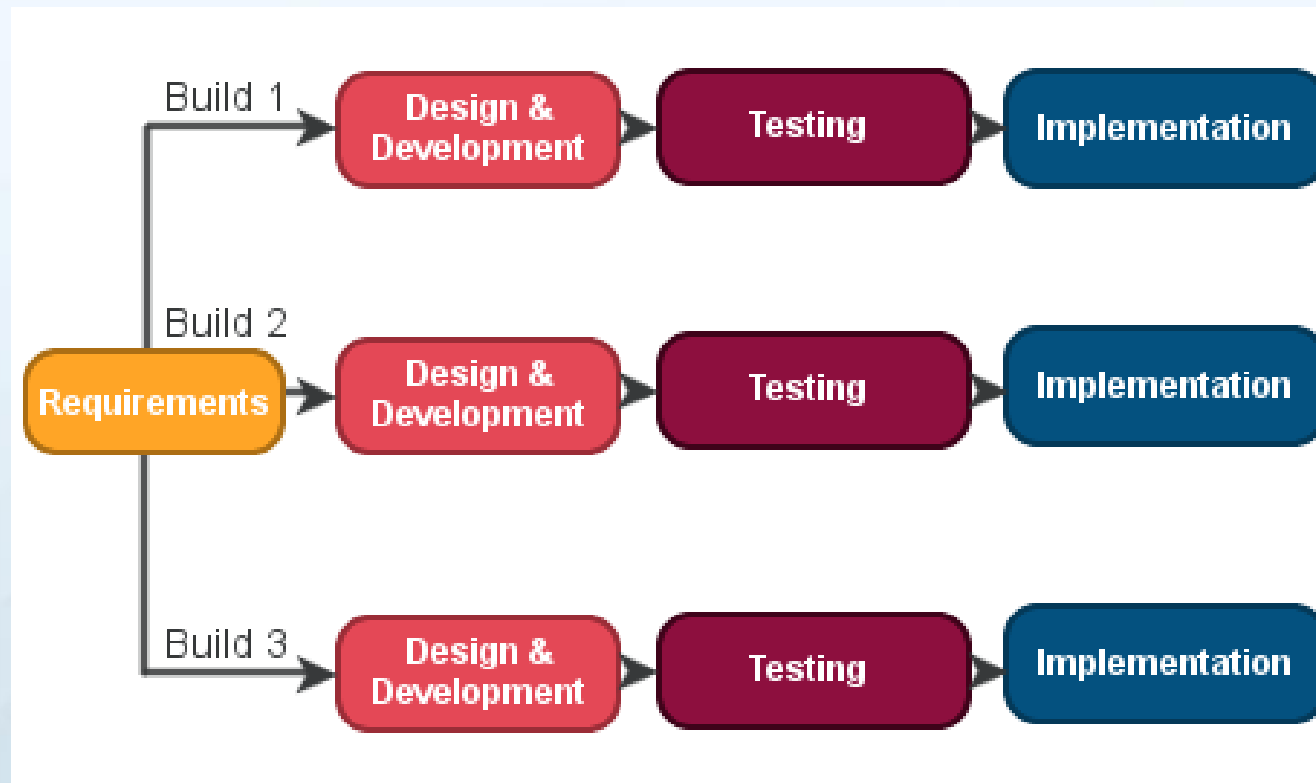 Build 1
Design &
Development
Testing
Implementation
Build 2
Requirements
Design &
Development
Testing
Implementation
Build 3
Design &
Development
Testing
Implementation